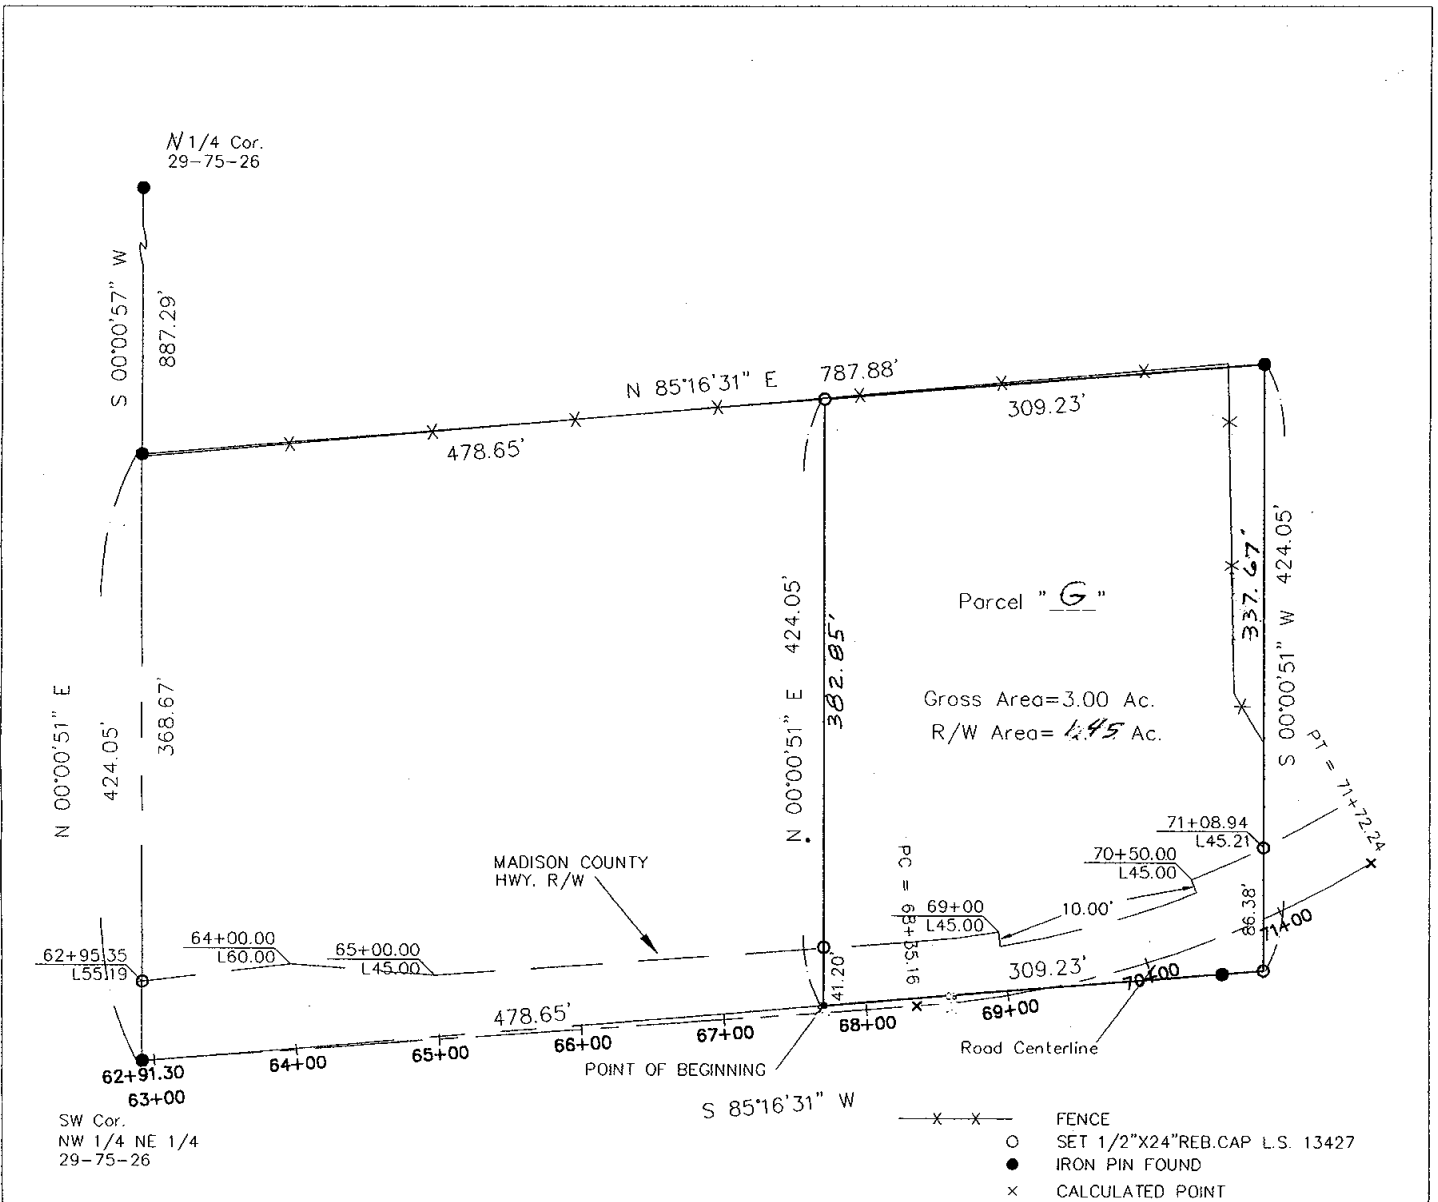 N 1/4 Cor.
29-75-26
S 00°00'57" W
887.29'
N 85°16'31" E
787.88'
478.65'
309.23'
N 00°00'51" E
424.05'
368.67'
N 00°00'51" E
424.05'
382.85'
Parcel "G"
Gross Area=3.00 Ac.
R/W Area= .45 Ac.
337.67'
S 00°00'51" W
424.05'
PT = 71+72.24
71+08.94
L45.21
70+50.00
L45.00
10.00'
69+00
L45.00
PC = 68+35.16
86.38'
MADISON COUNTY
HWY. R/W
62+95.35
L55.19
64+00.00
L60.00
65+00.00
L45.00
41.20'
309.23'
478.65'
62+91.30
63+00
64+00
65+00
66+00
67+00
68+00
69+00
70+00
71+00
Road Centerline
POINT OF BEGINNING
S 85°16'31" W
SW Cor.
NW 1/4 NE 1/4
29-75-26
FENCE
SET 1/2"X24"REB.CAP L.S. 13427
IRON PIN FOUND
CALCULATED POINT